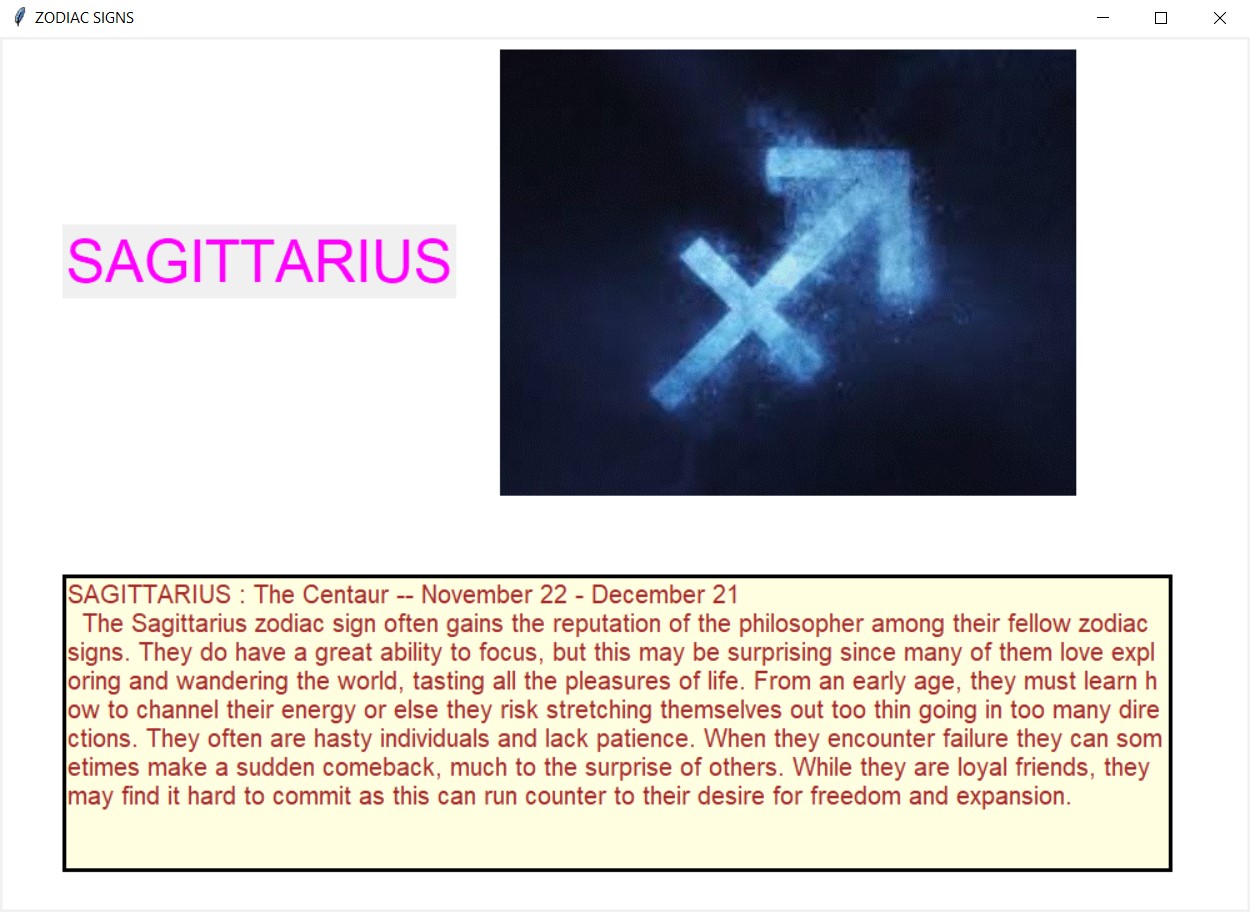 ZODIAC SIGNS
SAGITTARIUS
SAGITTARIUS : The Centaur -- November 22 - December 21
The Sagittarius zodiac sign often gains the reputation of the philosopher among their fellow zodiac
signs. They do have a great ability to focus, but this may be surprising since many of them love expl
oring and wandering the world, tasting all the pleasures of life. From an early age, they must learn h
ow to channel their energy or else they risk stretching themselves out too thin going in too many dire
ctions. They often are hasty individuals and lack patience. When they encounter failure they can som
etimes make a sudden comeback, much to the surprise of others. While they are loyal friends, they
may find it hard to commit as this can run counter to their desire for freedom and expansion.